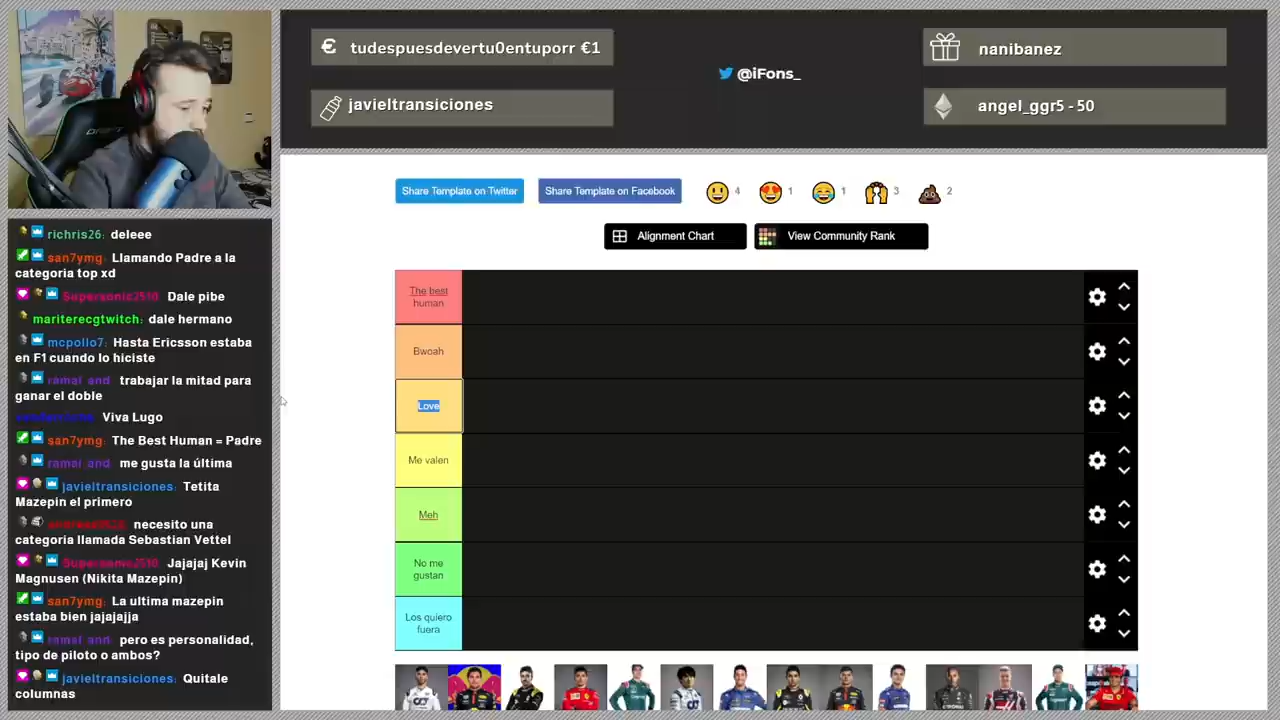 € tudespuesdevertu0entuporr €1
javieltransiciones
@iFons_
nanibanez
angel_ggr5 - 50
richris26: deleee
san7ymg: Llamando Padre a la
categoria top xd
Supersonic2510 Dale pibe
mariterecgtwitch: dale hermano
mcpollo7: Hasta Ericsson estaba
en F1 cuando lo hiciste
ramal_and trabajar la mitad para
ganar el doble
Viva Lugo
san7ymg: The Best Human = Padre
ramal_and me gusta la última
javieltransiciones: Tetita
Mazepin el primero
necesito una
categoria llamada Sebastian Vettel
Supersonic2510 Jajajaj Kevin
Magnusen (Nikita Mazepin)
san7ymg: La ultima mazepin
estaba bien jajajajja
ramal_and pero es personalidad,
tipo de piloto o ambos?
javieltransiciones: Quitale
columnas
Share Template on Twitter
Share Template on Facebook
4
1
1
3
2
Alignment Chart
View Community Rank
The best
human
Bwoah
Love
Me valen
Meh
No me
gustan
Los quiero
fuera